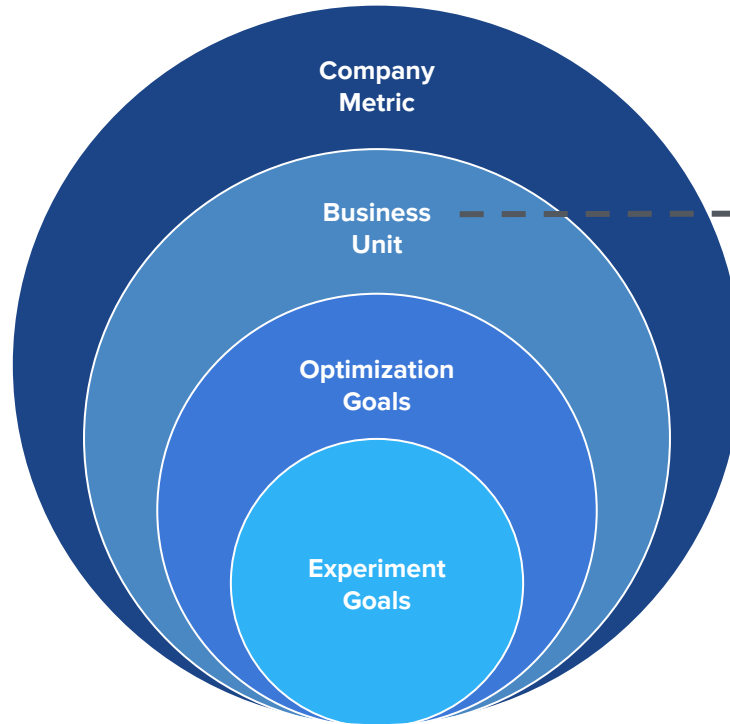 Company
Metric
Business
Unit
Optimization
Goals
Experiment
Goals